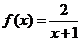 f(x) = 2/(x+1)